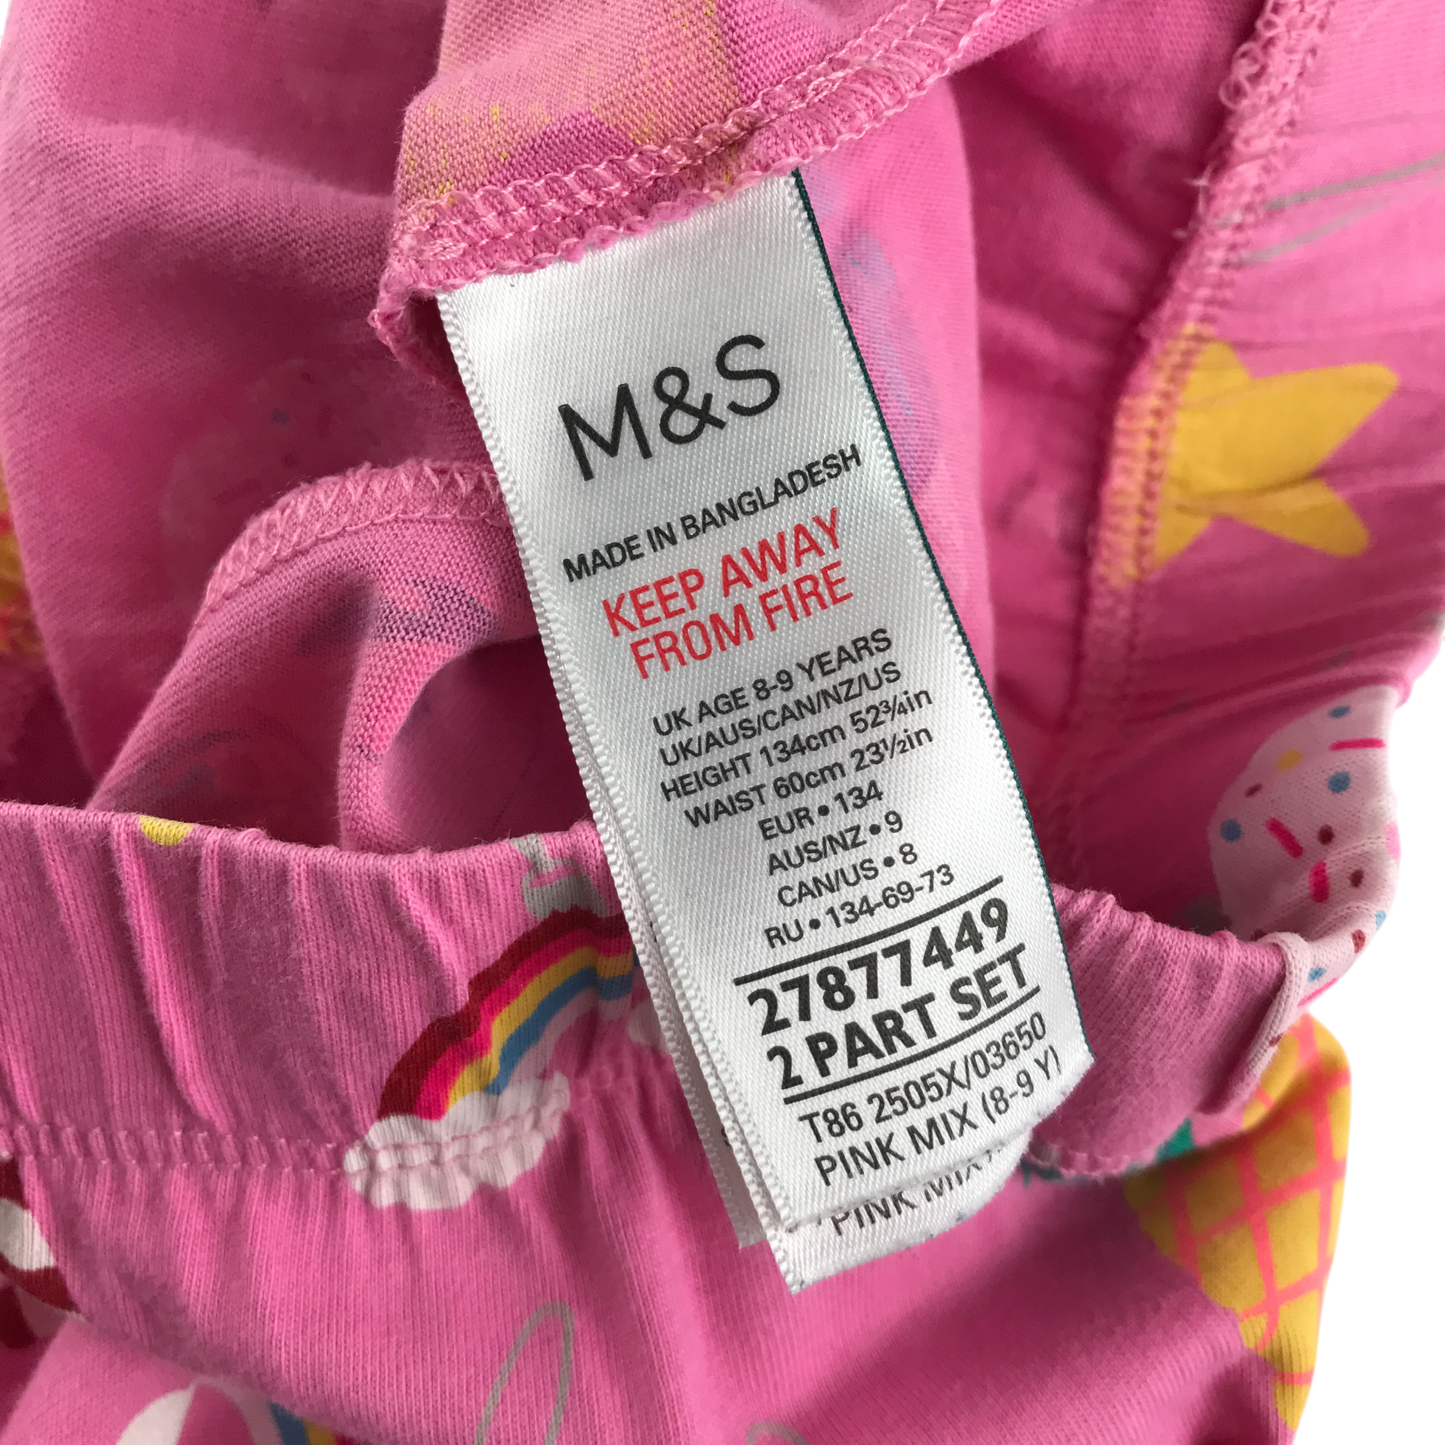 M&S
MADE IN BANGLADESH
KEEP AWAY
FROM FIRE
UK AGE 8-9 YEARS
UK/AUS/CAN/NZ/US
HEIGHT 134cm 52¾in
WAIST 60cm 23½in
EUR • 134
AUS/NZ • 9
CAN/US • 8
RU • 134-69-73
27877449
2 PART SET
T86 2505X/03650
PINK MIX (8-9 Y)
PINK MIX